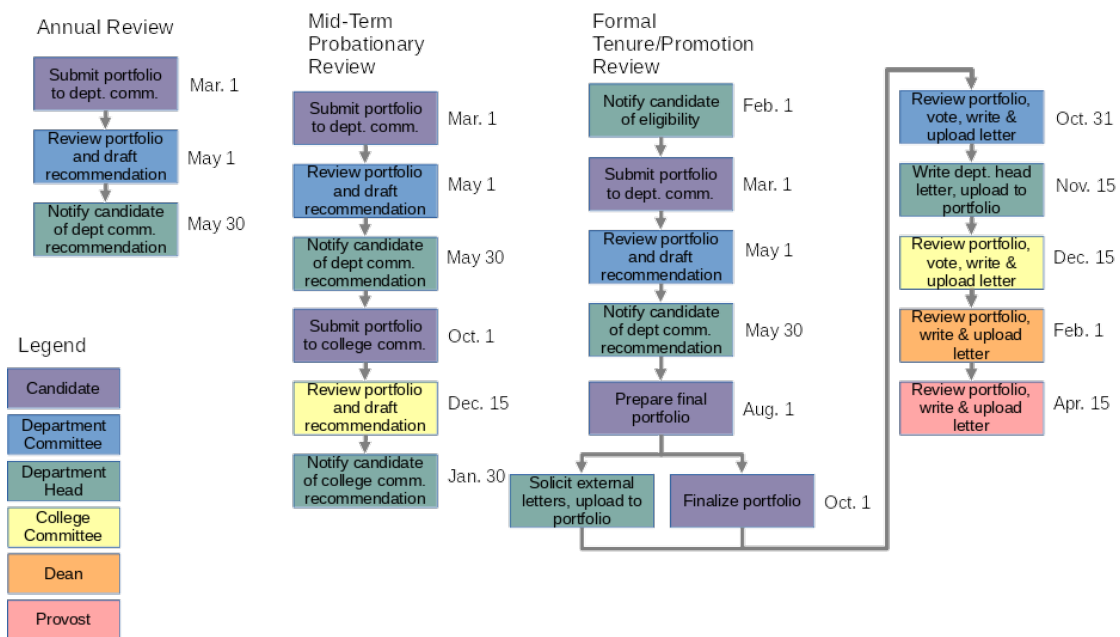 Annual Review
Submit portfolio
to dept. comm.
Mar. 1
Review portfolio
and draft
recommendation
May 1
Notify candidate
of dept comm.
recommendation
May 30
Mid-Term
Probationary
Review
Submit portfolio
to dept. comm.
Mar. 1
Review portfolio
and draft
recommendation
May 1
Notify candidate
of dept comm.
recommendation
May 30
Submit portfolio
to college comm.
Oct. 1
Review portfolio
and draft
recommendation
Dec. 15
Notify candidate
of college comm.
recommendation
Jan. 30
Formal
Tenure/Promotion
Review
Notify candidate
of eligibility
Feb. 1
Submit portfolio
to dept. comm.
Mar. 1
Review portfolio
and draft
recommendation
May 1
Notify candidate
of dept comm.
recommendation
May 30
Prepare final
portfolio
Aug. 1
Solicit external
letters, upload to
portfolio
Finalize portfolio
Oct. 1
Review portfolio,
vote, write &
upload letter
Oct. 31
Write dept. head
letter, upload to
portfolio
Nov. 15
Review portfolio,
vote, write &
upload letter
Dec. 15
Review portfolio,
write & upload
letter
Feb. 1
Review portfolio,
write & upload
letter
Apr. 15
Legend
Candidate
Department
Committee
Department
Head
College
Committee
Dean
Provost